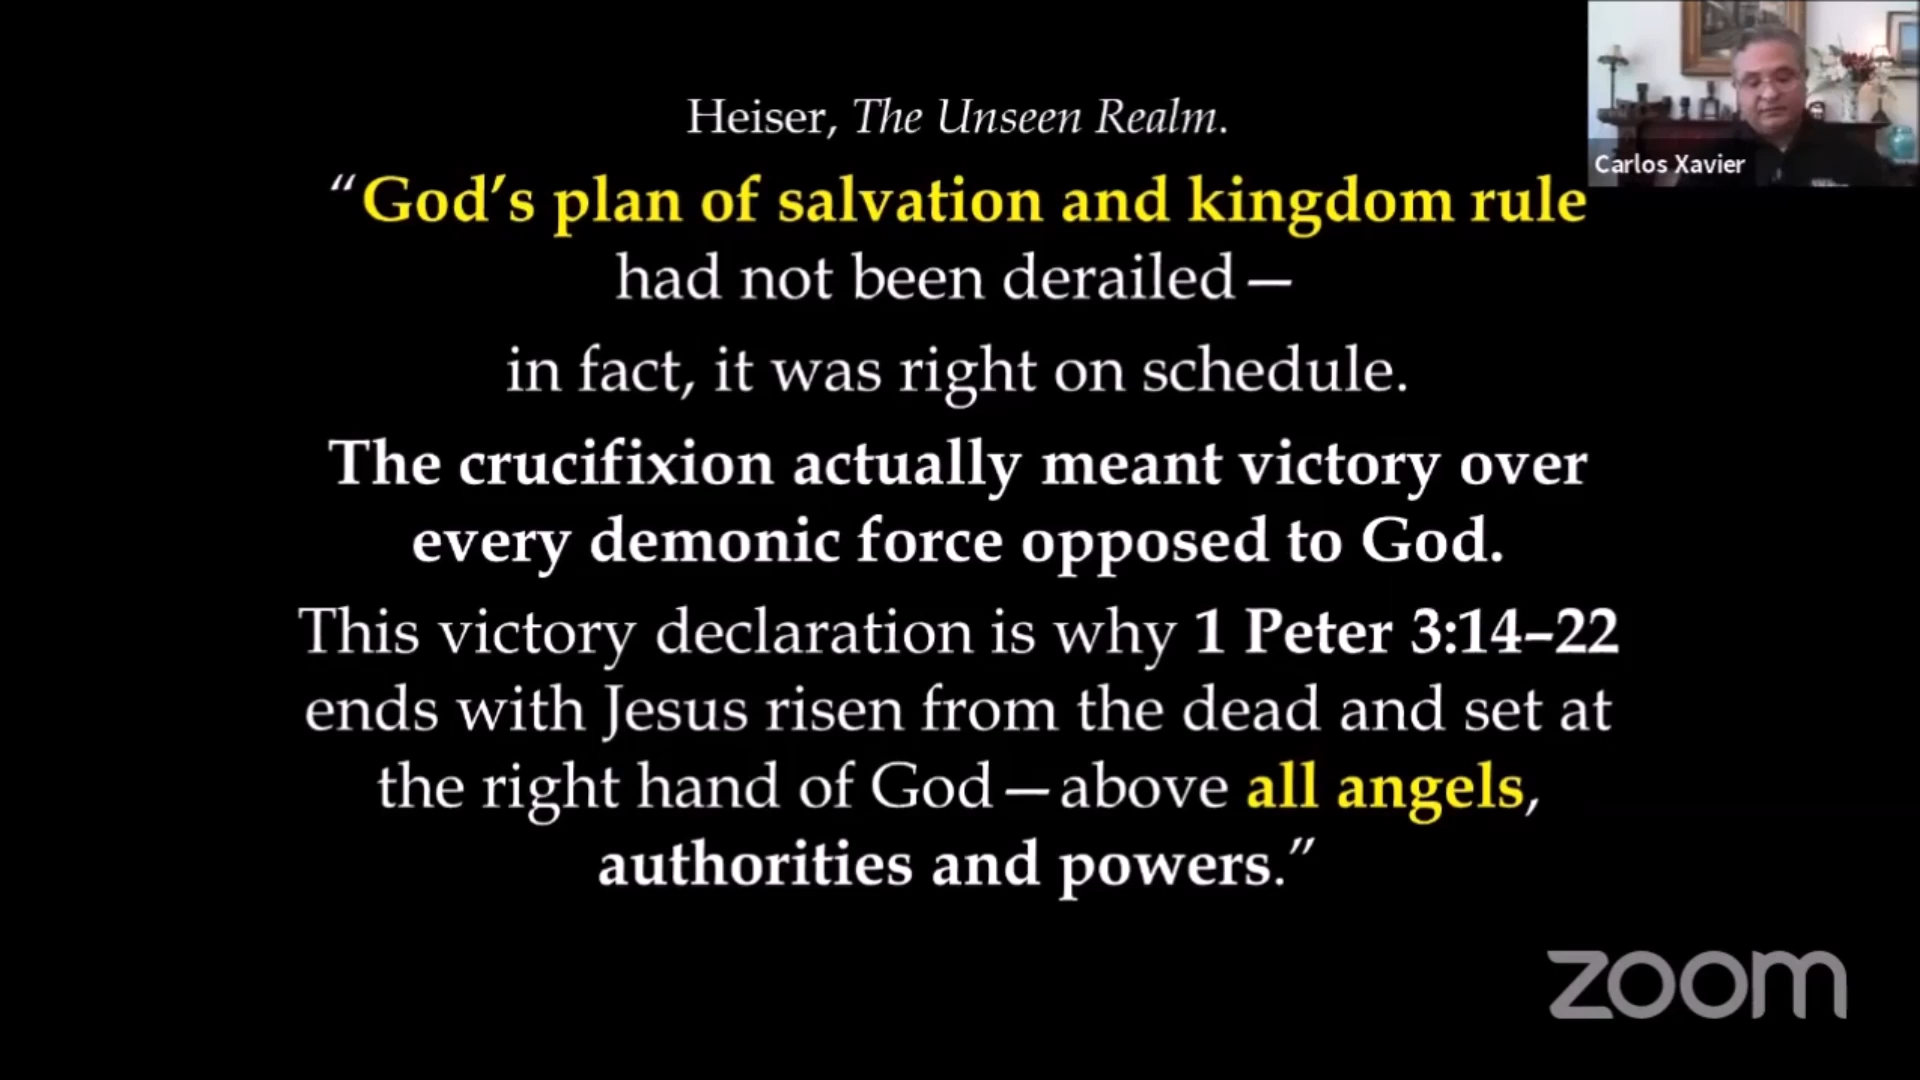 Heiser, The Unseen Realm.
“God’s plan of salvation and kingdom rule
had not been derailed—
in fact, it was right on schedule.
The crucifixion actually meant victory over
every demonic force opposed to God.
This victory declaration is why 1 Peter 3:14–22
ends with Jesus risen from the dead and set at
the right hand of God—above all angels,
authorities and powers.”
Carlos Xavier
zoom